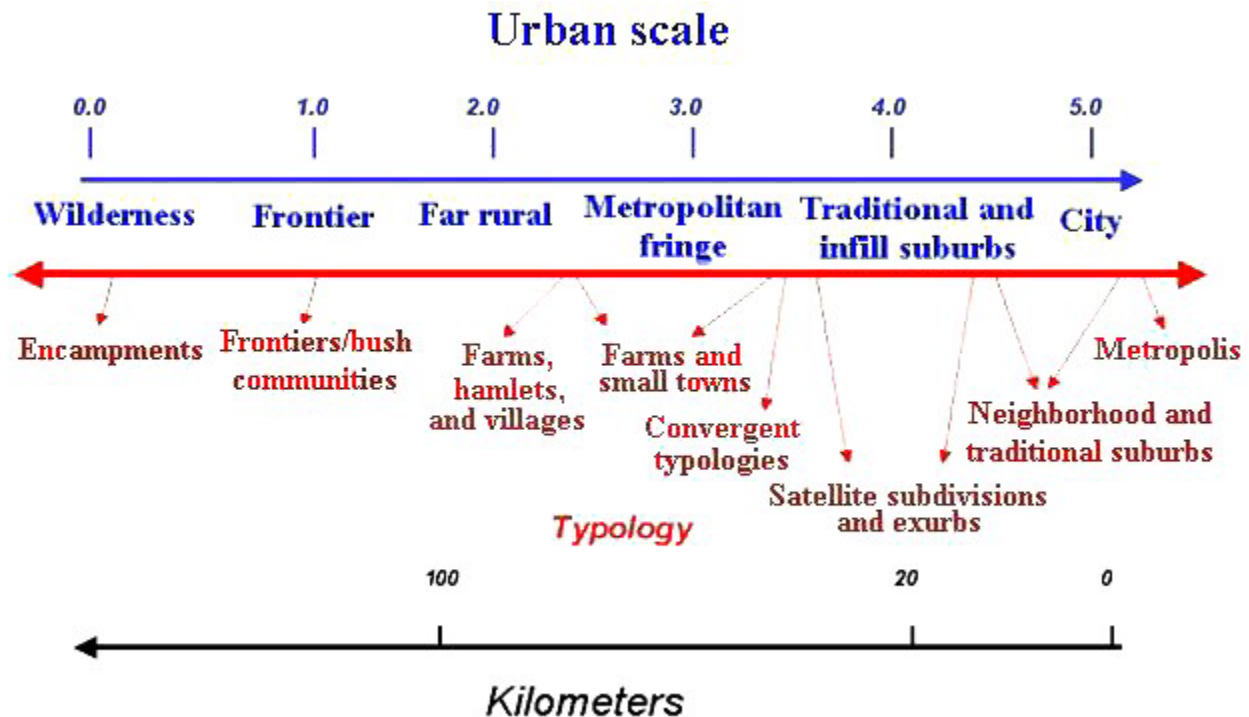 Urban scale
0.0 1.0 2.0 3.0 4.0 5.0
Wilderness
Frontier
Far rural
Metropolitan
fringe
Traditional and
infill suburbs
City
Encampments
Frontiers/bush
communities
Farms,
hamlets,
and villages
Farms and
small towns
Convergent
typologies
Satellite subdivisions
and exurbs
Neighborhood and
traditional suburbs
Metropolis
Typology
100 20 0
Kilometers